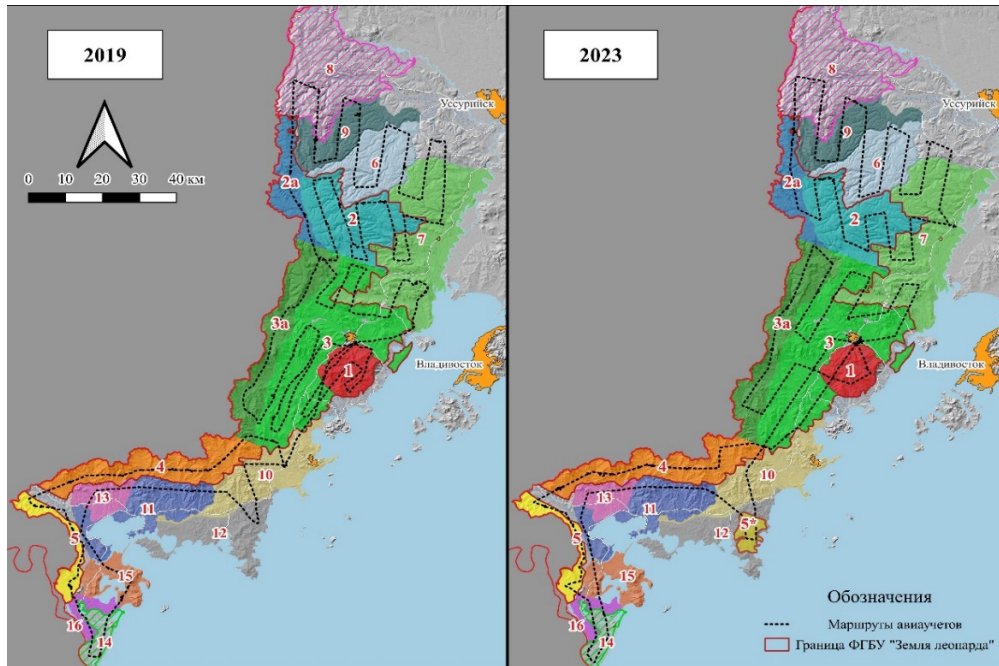 2019
0 10 20 30 40 км
8
Уссурийск
9
6
2а
2
7
3а
3
1
Владивосток
4
10
13
11
12
5
15
16
14
2023
8
Уссурийск
9
6
2а
2
7
3а
3
1
Владивосток
4
10
13
11
12
5*
5
15
16
14
Обозначения
Маршруты авиаучетов
Граница ФГБУ "Земля леопарда"